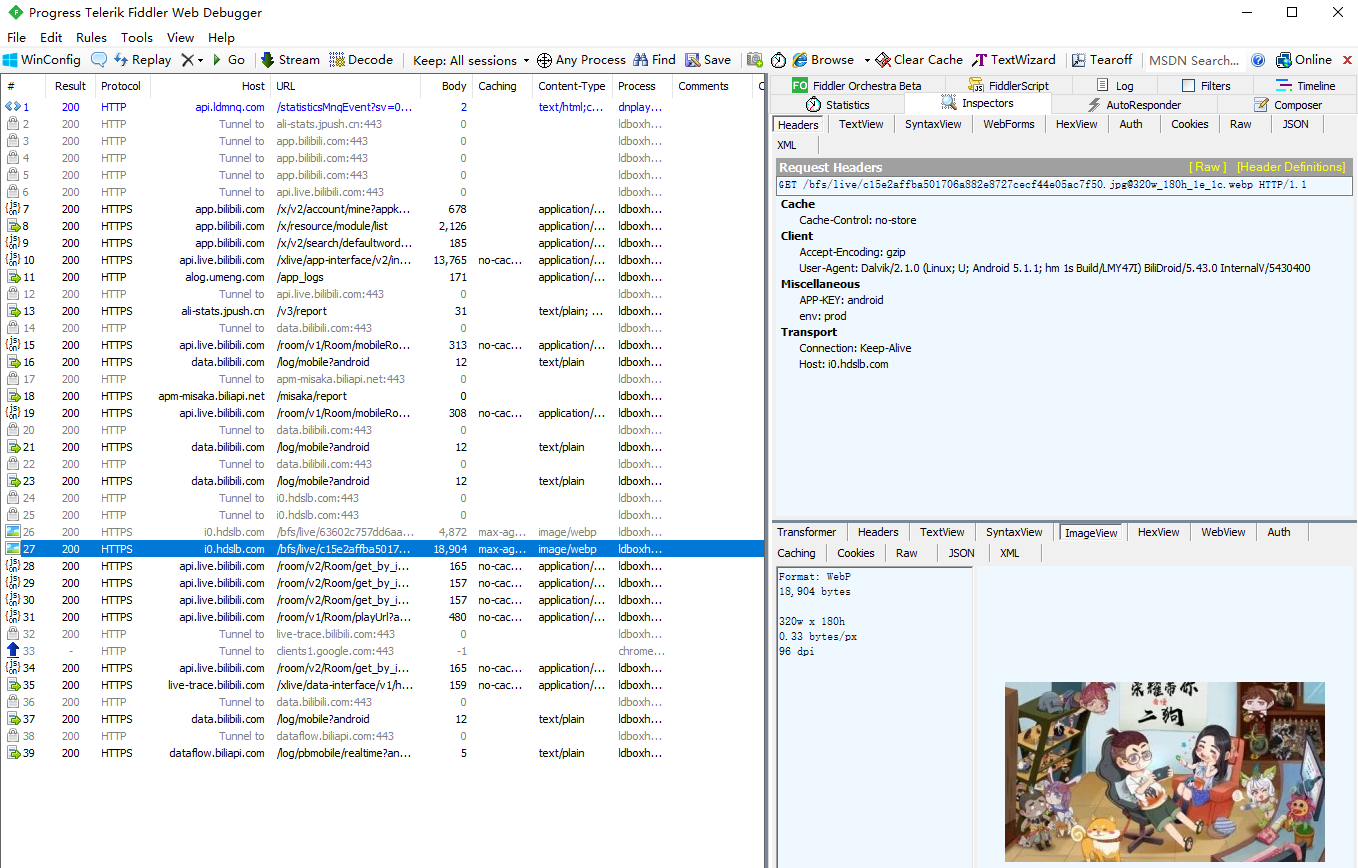 Progress Telerik Fiddler Web Debugger
File Edit Rules Tools View Help
WinConfig Replay Go Stream Decode Keep: All sessions Any Process Find Save Browse Clear Cache TextWizard Tearoff MSDN Search... Online
# Result Protocol Host URL Body Caching Content-Type Process Comments C
1 200 HTTP api.ldmnq.com /statisticsMnqEvent?sv=0... 2 text/html;c... dnplay...
2 200 HTTP Tunnel to ali-stats.jpush.cn:443 0 ldboxh...
3 200 HTTP Tunnel to app.bilibili.com:443 0 ldboxh...
4 200 HTTP Tunnel to app.bilibili.com:443 0 ldboxh...
5 200 HTTP Tunnel to app.bilibili.com:443 0 ldboxh...
6 200 HTTP Tunnel to api.live.bilibili.com:443 0 ldboxh...
7 200 HTTPS app.bilibili.com /x/v2/account/mine?appk... 678 application/... ldboxh...
8 200 HTTPS app.bilibili.com /x/resource/module/list 2,126 application/... ldboxh...
9 200 HTTPS app.bilibili.com /x/v2/search/defaultword... 185 application/... ldboxh...
10 200 HTTPS api.live.bilibili.com /xlive/app-interface/v2/in... 13,765 no-cac... application/... ldboxh...
11 200 HTTP alog.umeng.com /app_logs 171 application/... ldboxh...
12 200 HTTP Tunnel to api.live.bilibili.com:443 0 ldboxh...
13 200 HTTPS ali-stats.jpush.cn /v3/report 31 text/plain; ... ldboxh...
14 200 HTTP Tunnel to data.bilibili.com:443 0 ldboxh...
15 200 HTTPS api.live.bilibili.com /room/v1/Room/mobileRo... 313 no-cac... application/... ldboxh...
16 200 HTTPS data.bilibili.com /log/mobile?android 12 text/plain ldboxh...
17 200 HTTP Tunnel to apm-misaka.biliapi.net:443 0 ldboxh...
18 200 HTTPS apm-misaka.biliapi.net /misaka/report 0 ldboxh...
19 200 HTTPS api.live.bilibili.com /room/v1/Room/mobileRo... 308 no-cac... application/... ldboxh...
20 200 HTTP Tunnel to data.bilibili.com:443 0 ldboxh...
21 200 HTTPS data.bilibili.com /log/mobile?android 12 text/plain ldboxh...
22 200 HTTP Tunnel to data.bilibili.com:443 0 ldboxh...
23 200 HTTPS data.bilibili.com /log/mobile?android 12 text/plain ldboxh...
24 200 HTTP Tunnel to i0.hdslb.com:443 0 ldboxh...
25 200 HTTP Tunnel to i0.hdslb.com:443 0 ldboxh...
26 200 HTTPS i0.hdslb.com /bfs/live/63602c757dd6aa... 4,872 max-ag... image/webp ldboxh...
27 200 HTTPS i0.hdslb.com /bfs/live/c15e2affba5017... 18,904 max-ag... image/webp ldboxh...
28 200 HTTPS api.live.bilibili.com /room/v2/Room/get_by_i... 165 no-cac... application/... ldboxh...
29 200 HTTPS api.live.bilibili.com /room/v2/Room/get_by_i... 157 no-cac... application/... ldboxh...
30 200 HTTPS api.live.bilibili.com /room/v2/Room/get_by_i... 157 no-cac... application/... ldboxh...
31 200 HTTPS api.live.bilibili.com /room/v1/Room/playUrl?a... 480 no-cac... application/... ldboxh...
32 200 HTTP Tunnel to live-trace.bilibili.com:443 0 ldboxh...
33 - HTTP Tunnel to clients1.google.com:443 -1 chrome...
34 200 HTTPS api.live.bilibili.com /room/v2/Room/get_by_i... 165 no-cac... application/... ldboxh...
35 200 HTTPS live-trace.bilibili.com /xlive/data-interface/v1/h... 159 no-cac... application/... ldboxh...
36 200 HTTP Tunnel to data.bilibili.com:443 0 ldboxh...
37 200 HTTPS data.bilibili.com /log/mobile?android 12 text/plain ldboxh...
38 200 HTTP Tunnel to dataflow.biliapi.com:443 0 ldboxh...
39 200 HTTPS dataflow.biliapi.com /log/pbmobile/realtime?an... 5 text/plain ldboxh...
FO Fiddler Orchestra Beta FiddlerScript Log Filters Timeline
Statistics Inspectors AutoResponder Composer
Headers TextView SyntaxView WebForms HexView Auth Cookies Raw JSON
XML
Request Headers [ Raw ] [Header Definitions]
GET /bfs/live/c15e2affba501706a882e8727cecf44e05ac7f50.jpg@320w_180h_1e_1c.webp HTTP/1.1
Cache
Cache-Control: no-store
Client
Accept-Encoding: gzip
User-Agent: Dalvik/2.1.0 (Linux; U; Android 5.1.1; hm 1s Build/LMY47I) BiliDroid/5.43.0 InternalV/5430400
Miscellaneous
APP-KEY: android
env: prod
Transport
Connection: Keep-Alive
Host: i0.hdslb.com
Transformer Headers TextView SyntaxView ImageView HexView WebView Auth
Caching Cookies Raw JSON XML
Format: WebP
18,904 bytes
320w x 180h
0.33 bytes/px
96 dpi
荣耀带你
二狗